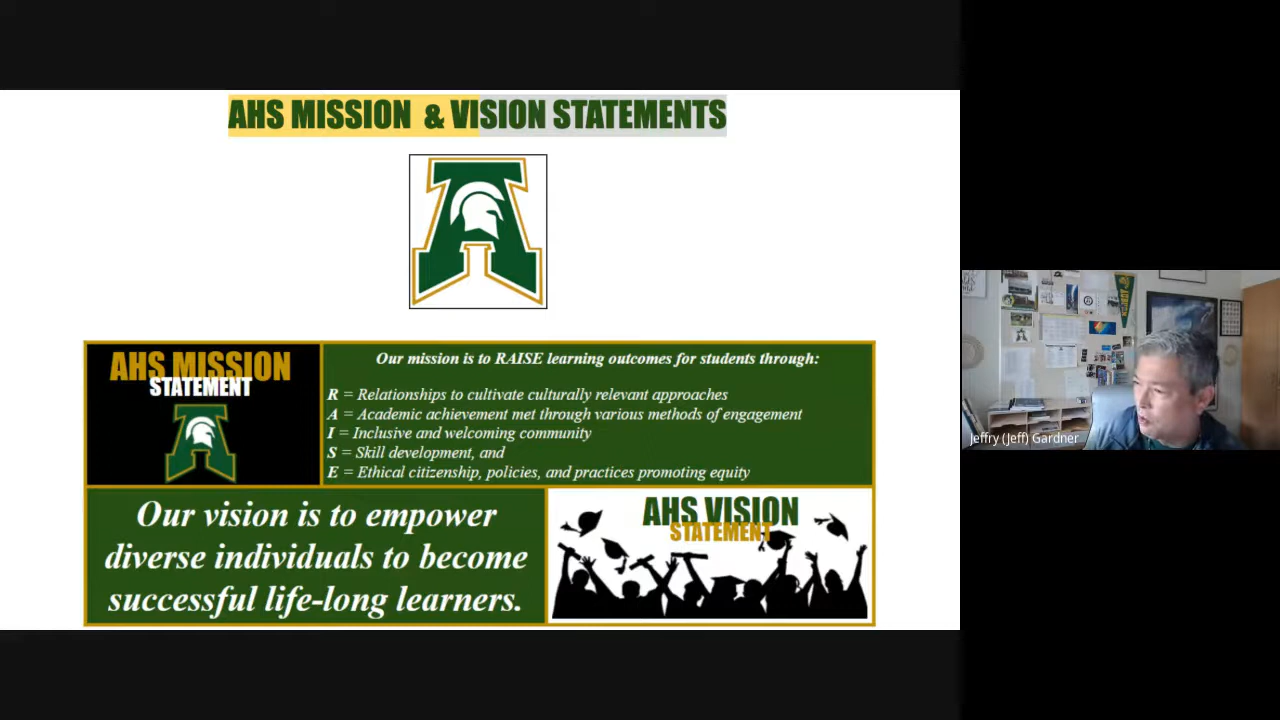 AHS MISSION & VISION STATEMENTS
AHS MISSION
STATEMENT
Our mission is to RAISE learning outcomes for students through:
R = Relationships to cultivate culturally relevant approaches
A = Academic achievement met through various methods of engagement
I = Inclusive and welcoming community
S = Skill development, and
E = Ethical citizenship, policies, and practices promoting equity
Our vision is to empower
diverse individuals to become
successful life-long learners.
AHS VISION
STATEMENT
Jeffry (Jeff) Gardner